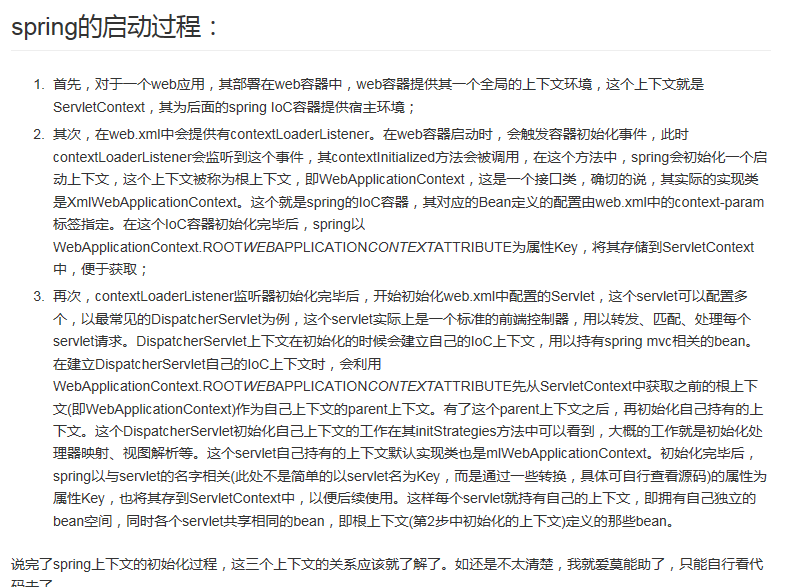 spring的启动过程：
1. 首先，对于一个web应用，其部署在web容器中，web容器提供其一个全局的上下文环境，这个上下文就是
ServletContext，其为后面的spring IoC容器提供宿主环境；
2. 其次，在web.xml中会提供有contextLoaderListener。在web容器启动时，会触发容器初始化事件，此时
contextLoaderListener会监听到这个事件，其contextInitialized方法会被调用，在这个方法中，spring会初始化一个启
动上下文，这个上下文被称为根上下文，即WebApplicationContext，这是一个接口类，确切的说，其实际的实现类
是XmlWebApplicationContext。这个就是spring的IoC容器，其对应的Bean定义的配置由web.xml中的context-param
标签指定。在这个IoC容器初始化完毕后，spring以
WebApplicationContext.ROOTWEBAPPLICATIONCONTEXTATTRIBUTE为属性Key，将其存储到ServletContext
中，便于获取；
3. 再次，contextLoaderListener监听器初始化完毕后，开始初始化web.xml中配置的Servlet，这个servlet可以配置多
个，以最常见的DispatcherServlet为例，这个servlet实际上是一个标准的前端控制器，用以转发、匹配、处理每个
servlet请求。DispatcherServlet上下文在初始化的时候会建立自己的IoC上下文，用以持有spring mvc相关的bean。
在建立DispatcherServlet自己的IoC上下文时，会利用
WebApplicationContext.ROOTWEBAPPLICATIONCONTEXTATTRIBUTE先从ServletContext中获取之前的根上下
文(即WebApplicationContext)作为自己上下文的parent上下文。有了这个parent上下文之后，再初始化自己持有的上
下文。这个DispatcherServlet初始化自己上下文的工作在其initStrategies方法中可以看到，大概的工作就是初始化处
理器映射、视图解析等。这个servlet自己持有的上下文默认实现类也是mlWebApplicationContext。初始化完毕后，
spring以与servlet的名字相关(此处不是简单的以servlet名为Key，而是通过一些转换，具体可自行查看源码)的属性为
属性Key，也将其存到ServletContext中，以便后续使用。这样每个servlet就持有自己的上下文，即拥有自己独立的
bean空间，同时各个servlet共享相同的bean，即根上下文(第2步中初始化的上下文)定义的那些bean。
说完了spring上下文的初始化过程，这三个上下文的关系应该就了解了。如还是不太清楚，我就爱莫能助了，只能自行看代
码去了